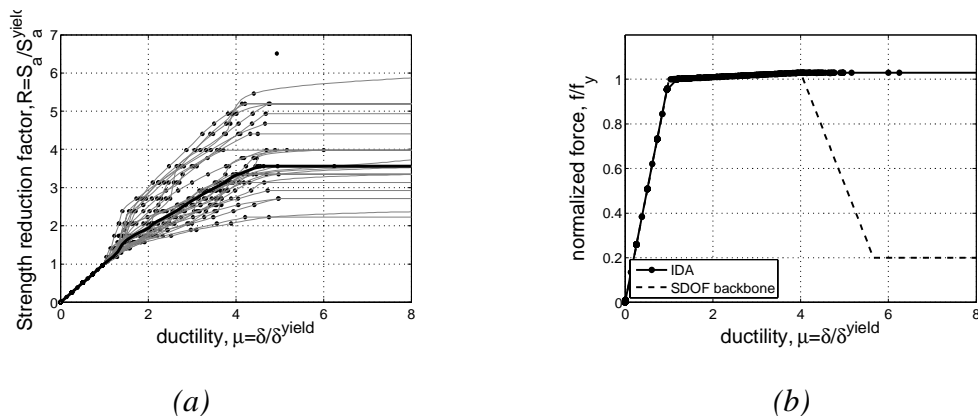 Strength reduction factor, R=S_a/S_a^yield
7
6
5
4
3
2
1
0
0 2 4 6 8
ductility, μ=δ/δ^yield
(a)
normalized force, f/f_y
1
0.8
0.6
0.4
0.2
0
IDA
SDOF backbone
0 2 4 6 8
ductility, μ=δ/δ^yield
(b)